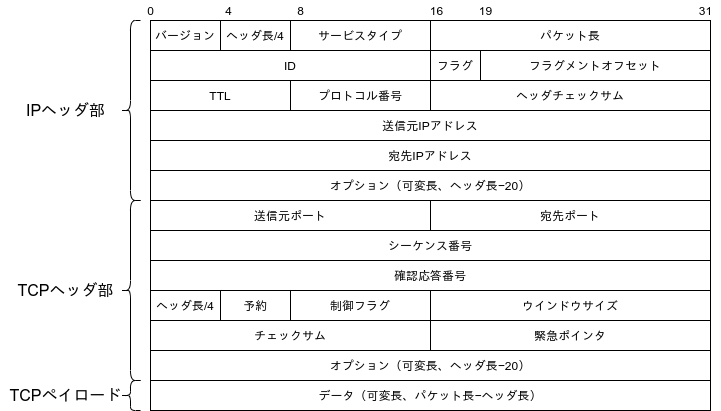 0 4 8 16 19 31
バージョン ヘッダ長/4 サービスタイプ パケット長
ID フラグ フラグメントオフセット
IPヘッダ部
TTL プロトコル番号 ヘッダチェックサム
送信元IPアドレス
宛先IPアドレス
オプション（可変長、ヘッダ長−20）
送信元ポート 宛先ポート
シーケンス番号
確認応答番号
TCPヘッダ部
ヘッダ長/4 予約 制御フラグ ウインドウサイズ
チェックサム 緊急ポインタ
オプション（可変長、ヘッダ長−20）
TCPペイロード データ（可変長、パケット長−ヘッダ長）